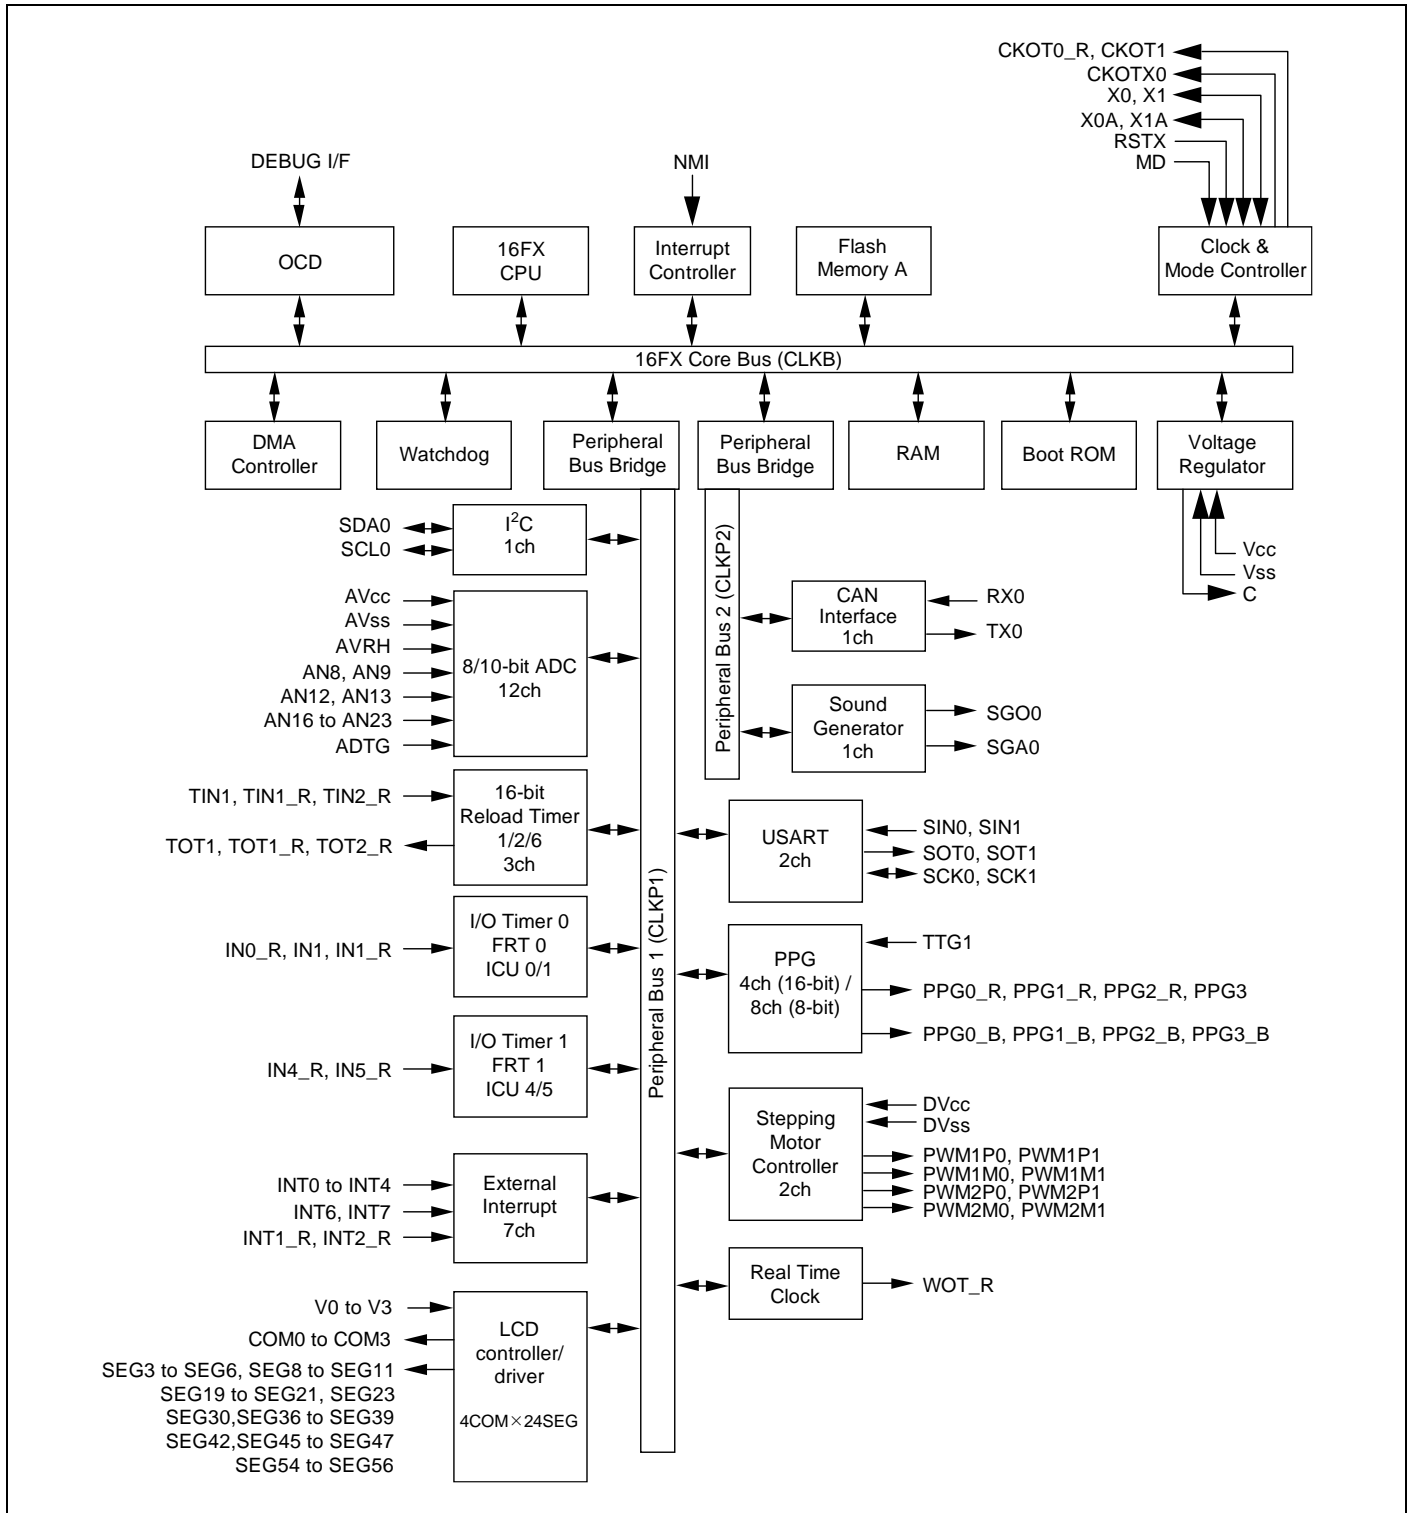 CKOT0_R, CKOT1
CKOTX0
X0, X1
X0A, X1A
RSTX
MD
DEBUG I/F
NMI
OCD
16FX
CPU
Interrupt
Controller
Flash
Memory A
Clock &
Mode Controller
16FX Core Bus (CLKB)
DMA
Controller
Watchdog
Peripheral
Bus Bridge
Peripheral
Bus Bridge
RAM
Boot ROM
Voltage
Regulator
Vcc
Vss
C
Peripheral Bus 1 (CLKP1)
Peripheral Bus 2 (CLKP2)
SDA0
SCL0
I²C
1ch
AVcc
AVss
AVRH
AN8, AN9
AN12, AN13
AN16 to AN23
ADTG
8/10-bit ADC
12ch
TIN1, TIN1_R, TIN2_R
TOT1, TOT1_R, TOT2_R
16-bit
Reload Timer
1/2/6
3ch
IN0_R, IN1, IN1_R
I/O Timer 0
FRT 0
ICU 0/1
IN4_R, IN5_R
I/O Timer 1
FRT 1
ICU 4/5
INT0 to INT4
INT6, INT7
INT1_R, INT2_R
External
Interrupt
7ch
V0 to V3
COM0 to COM3
SEG3 to SEG6, SEG8 to SEG11
SEG19 to SEG21, SEG23
SEG30,SEG36 to SEG39
SEG42,SEG45 to SEG47
SEG54 to SEG56
LCD
controller/
driver
4COM×24SEG
CAN
Interface
1ch
RX0
TX0
Sound
Generator
1ch
SGO0
SGA0
USART
2ch
SIN0, SIN1
SOT0, SOT1
SCK0, SCK1
PPG
4ch (16-bit) /
8ch (8-bit)
TTG1
PPG0_R, PPG1_R, PPG2_R, PPG3
PPG0_B, PPG1_B, PPG2_B, PPG3_B
Stepping
Motor
Controller
2ch
DVcc
DVss
PWM1P0, PWM1P1
PWM1M0, PWM1M1
PWM2P0, PWM2P1
PWM2M0, PWM2M1
Real Time
Clock
WOT_R